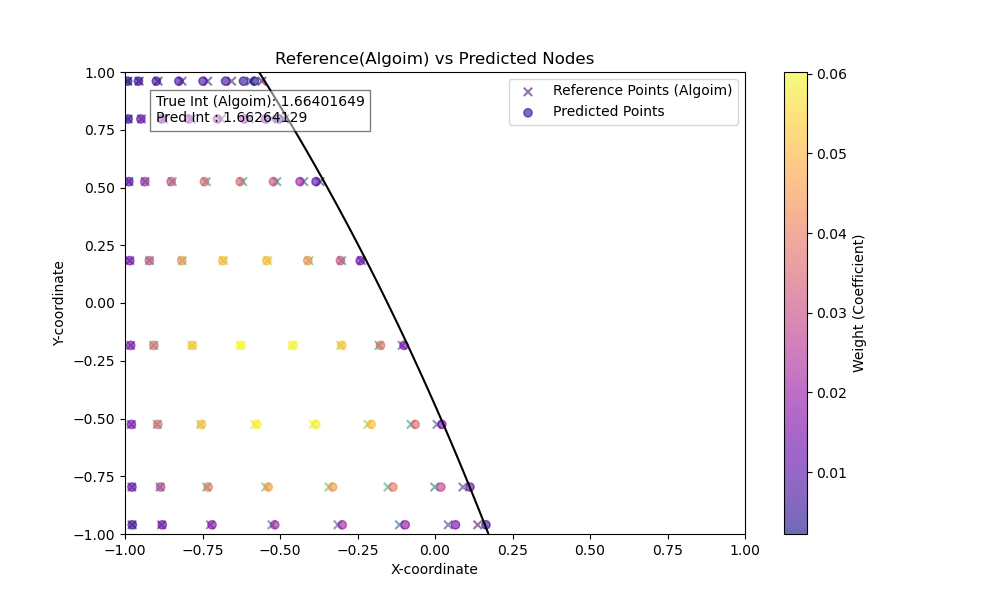 Reference(Algoim) vs Predicted Nodes
True Int (Algoim): 1.66401649
Pred Int : 1.66264129
Reference Points (Algoim)
Predicted Points
1.00
0.75
0.50
0.25
0.00
−0.25
−0.50
−0.75
−1.00
Y-coordinate
−1.00 −0.75 −0.50 −0.25 0.00 0.25 0.50 0.75 1.00
X-coordinate
0.06
0.05
0.04
0.03
0.02
0.01
Weight (Coefficient)